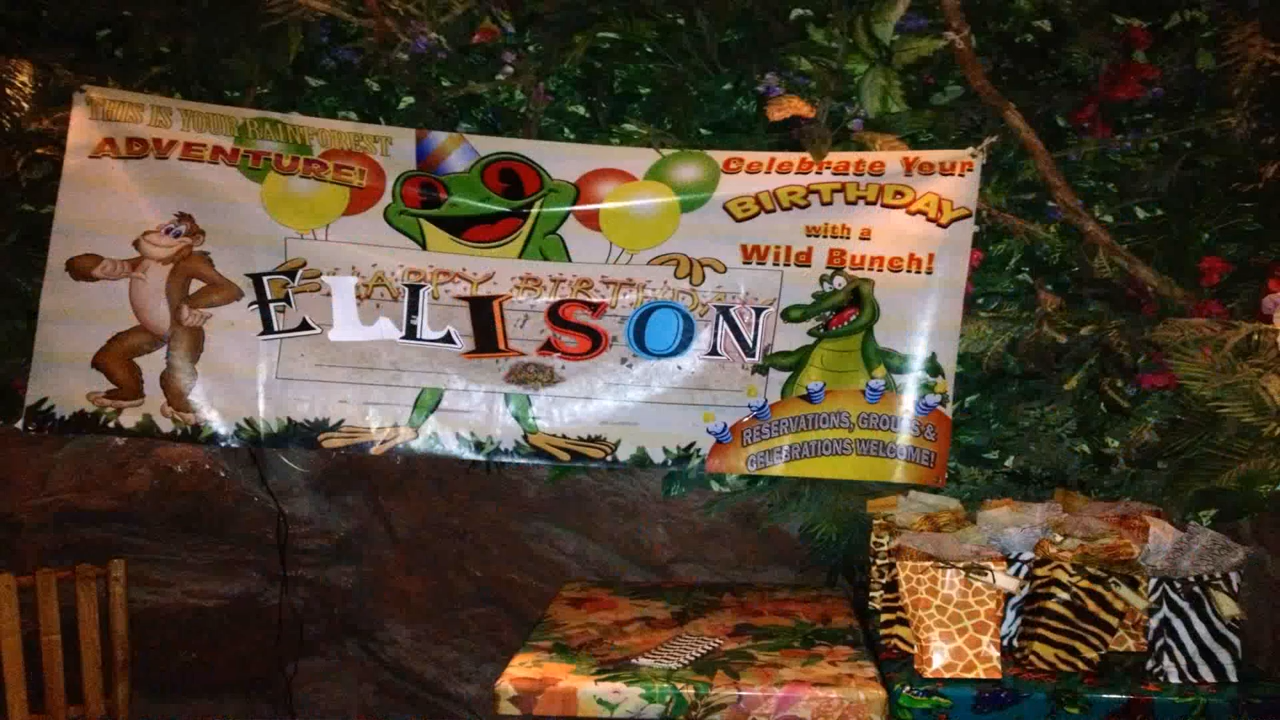 THIS IS YOUR RAINFOREST
ADVENTURE!
Celebrate Your
BIRTHDAY
with a
Wild Bunch!
HAPPY BIRTHDAY
ELLISON
RESERVATIONS, GROUPS &
CELEBRATIONS WELCOME!